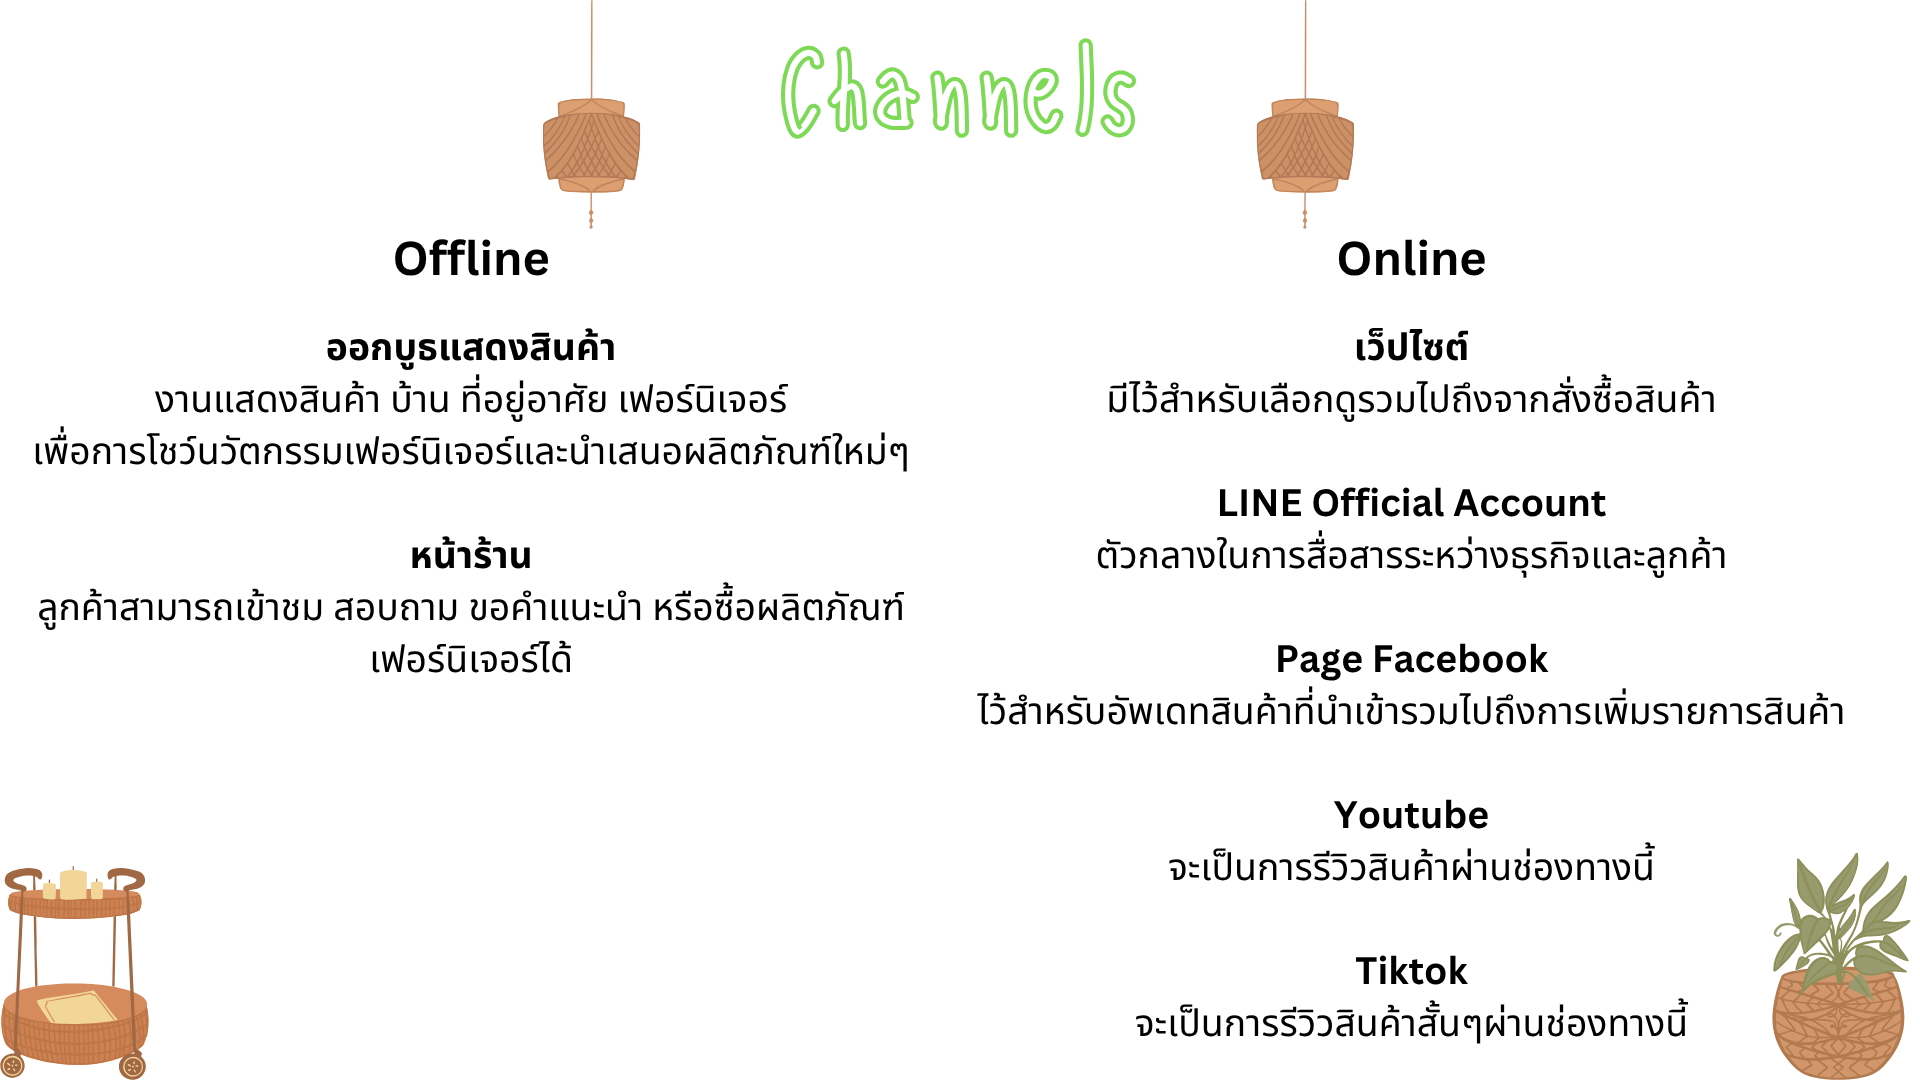 Channels
Offline
ออกบูธแสดงสินค้า
งานแสดงสินค้า บ้าน ที่อยู่อาศัย เฟอร์นิเจอร์
เพื่อการโชว์นวัตกรรมเฟอร์นิเจอร์และนำเสนอผลิตภัณฑ์ใหม่ๆ
หน้าร้าน
ลูกค้าสามารถเข้าชม สอบถาม ขอคำแนะนำ หรือซื้อผลิตภัณฑ์
เฟอร์นิเจอร์ได้
Online
เว็ปไซต์
มีไว้สำหรับเลือกดูรวมไปถึงจากสั่งซื้อสินค้า
LINE Official Account
ตัวกลางในการสื่อสารระหว่างธุรกิจและลูกค้า
Page Facebook
ไว้สำหรับอัพเดทสินค้าที่นำเข้ารวมไปถึงการเพิ่มรายการสินค้า
Youtube
จะเป็นการรีวิวสินค้าผ่านช่องทางนี้
Tiktok
จะเป็นการรีวิวสินค้าสั้นๆผ่านช่องทางนี้